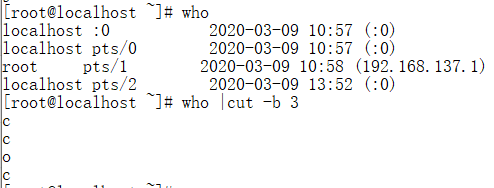 [root@localhost ~]# who
localhost :0           2020-03-09 10:57 (:0)
localhost pts/0        2020-03-09 10:57 (:0)
root     pts/1        2020-03-09 10:58 (192.168.137.1)
localhost pts/2        2020-03-09 13:52 (:0)
[root@localhost ~]# who |cut -b 3
c
c
o
c
[root@localhost ~]#